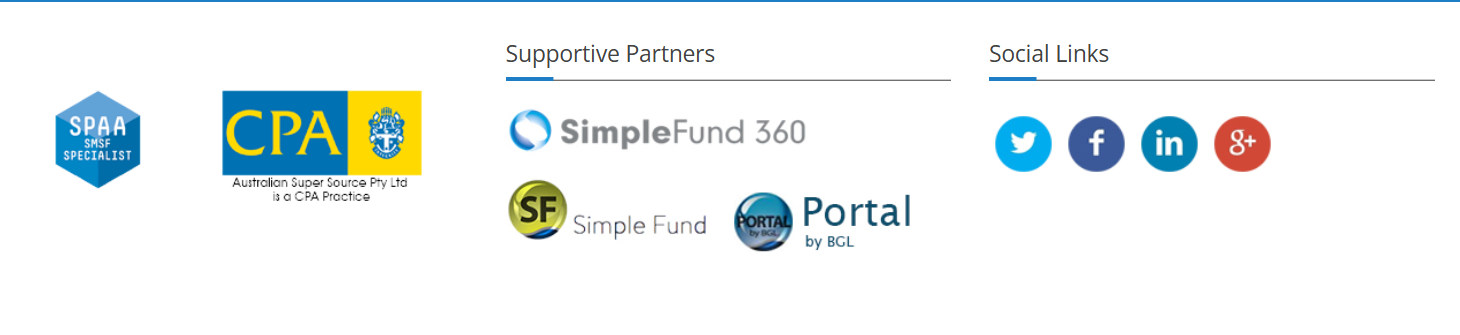 SPAA
SMSF
SPECIALIST
CPA
Australian Super Source Pty Ltd
is a CPA Practice
Supportive Partners
SimpleFund 360
SF
Simple Fund
PORTAL
by BGL
Portal
by BGL
Social Links
f
in
g+